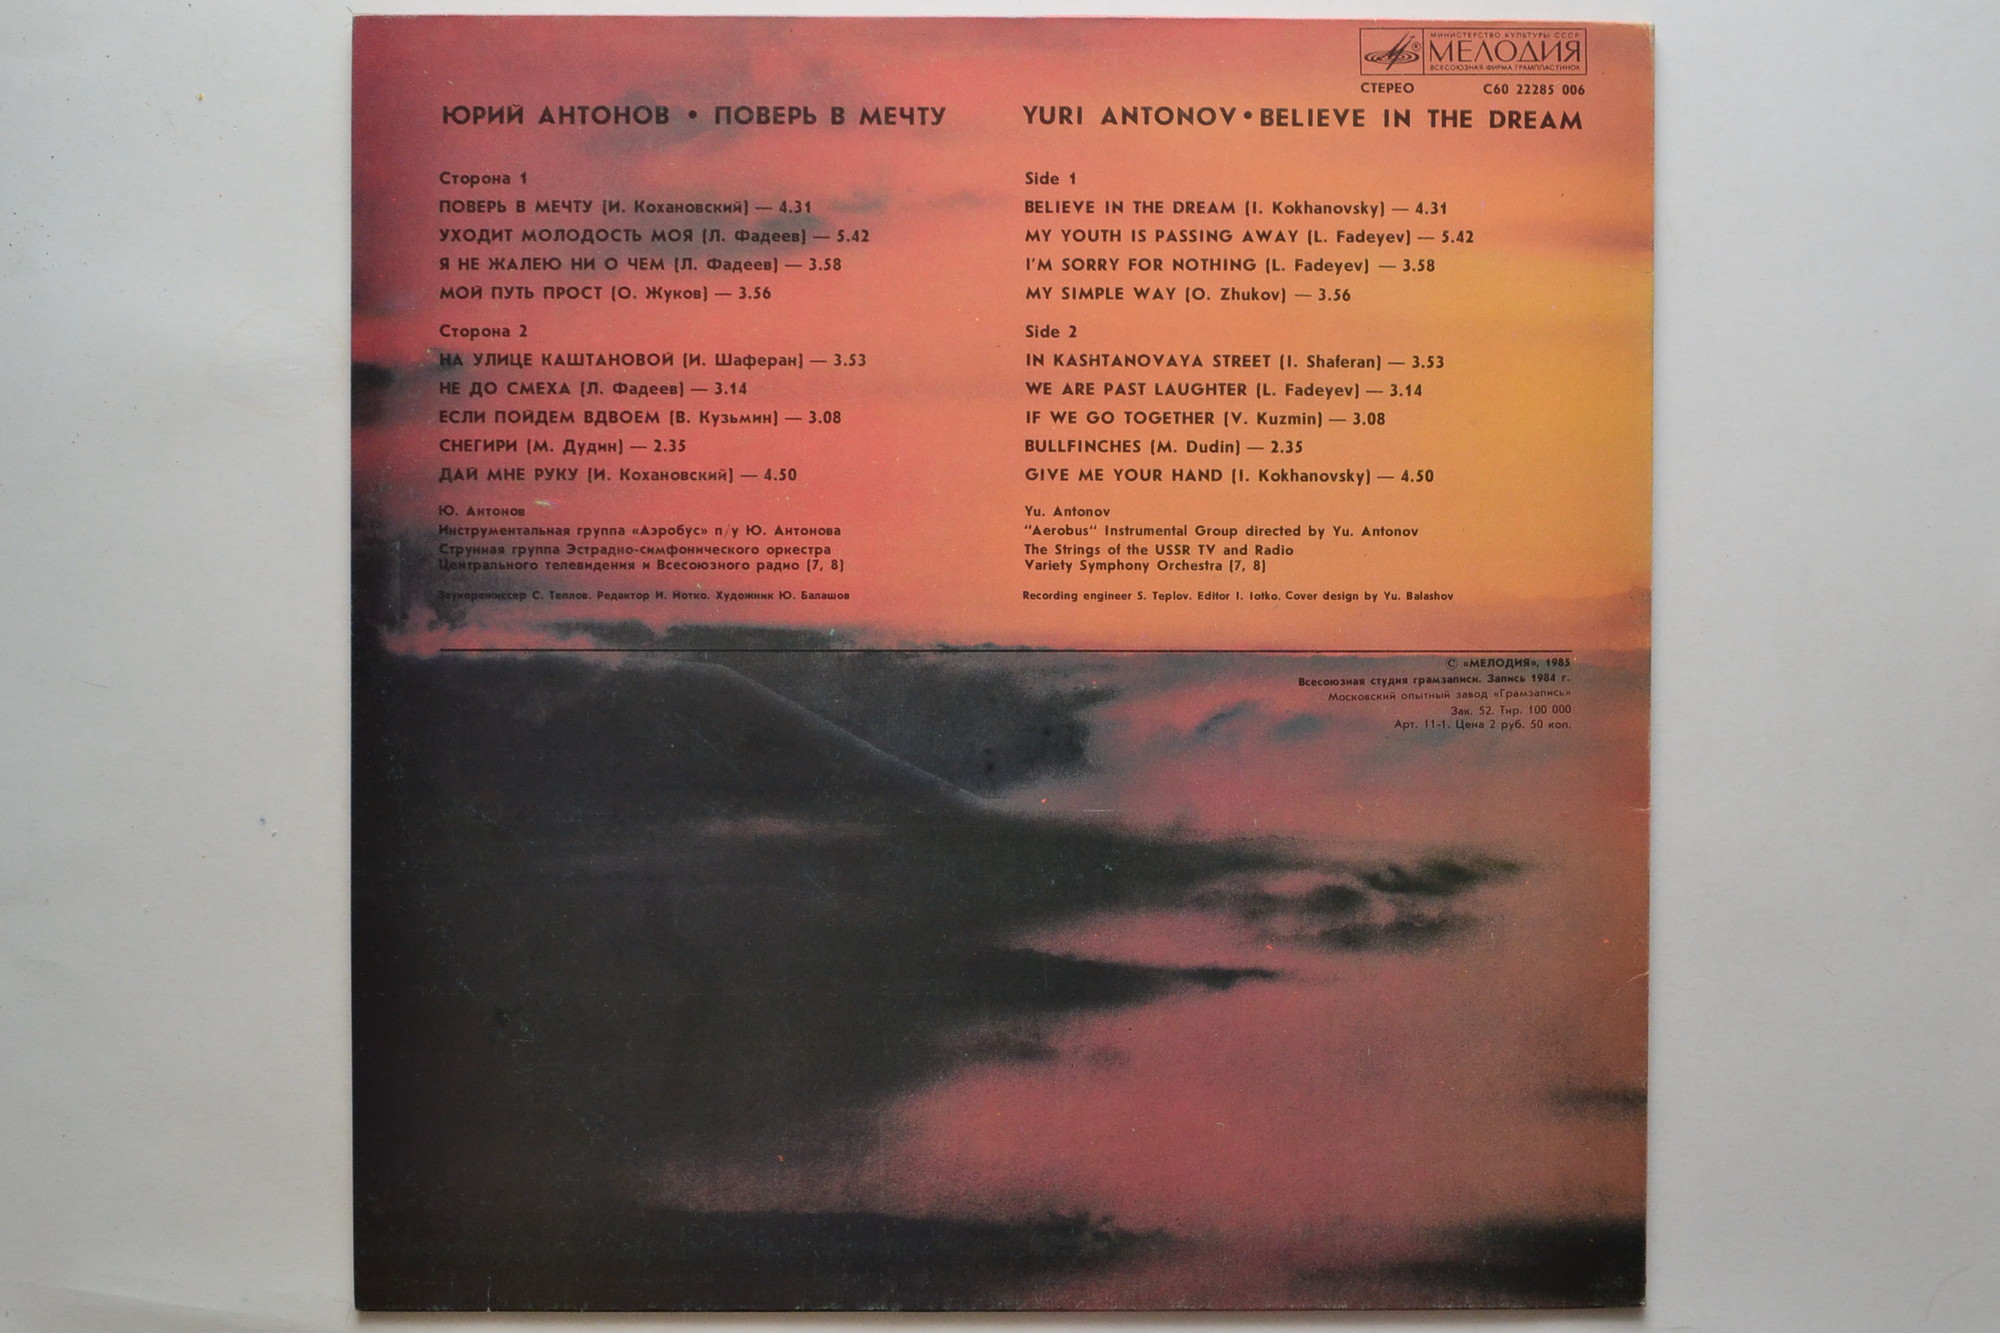 МИНИСТЕРСТВО КУЛЬТУРЫ СССР
МЕЛОДИЯ
ВСЕСОЮЗНАЯ ФИРМА ГРАМПЛАСТИНОК
СТЕРЕО С60 22285 006
ЮРИЙ АНТОНОВ • ПОВЕРЬ В МЕЧТУ
Сторона 1
ПОВЕРЬ В МЕЧТУ (И. Кохановский) — 4.31
УХОДИТ МОЛОДОСТЬ МОЯ (Л. Фадеев) — 5.42
Я НЕ ЖАЛЕЮ НИ О ЧЕМ (Л. Фадеев) — 3.58
МОЙ ПУТЬ ПРОСТ (О. Жуков) — 3.56
Сторона 2
НА УЛИЦЕ КАШТАНОВОЙ (И. Шаферан) — 3.53
НЕ ДО СМЕХА (Л. Фадеев) — 3.14
ЕСЛИ ПОЙДЕМ ВДВОЕМ (В. Кузьмин) — 3.08
СНЕГИРИ (М. Дудин) — 2.35
ДАЙ МНЕ РУКУ (И. Кохановский) — 4.50
Ю. Антонов
Инструментальная группа «Аэробус» п/у Ю. Антонова
Струнная группа Эстрадно-симфонического оркестра
Центрального телевидения и Всесоюзного радио (7, 8)
Звукорежиссер С. Теплов. Редактор И. Йотко. Художник Ю. Балашов
YURI ANTONOV • BELIEVE IN THE DREAM
Side 1
BELIEVE IN THE DREAM (I. Kokhanovsky) — 4.31
MY YOUTH IS PASSING AWAY (L. Fadeyev) — 5.42
I'M SORRY FOR NOTHING (L. Fadeyev) — 3.58
MY SIMPLE WAY (O. Zhukov) — 3.56
Side 2
IN KASHTANOVAYA STREET (I. Shaferan) — 3.53
WE ARE PAST LAUGHTER (L. Fadeyev) — 3.14
IF WE GO TOGETHER (V. Kuzmin) — 3.08
BULLFINCHES (M. Dudin) — 2.35
GIVE ME YOUR HAND (I. Kokhanovsky) — 4.50
Yu. Antonov
“Aerobus“ Instrumental Group directed by Yu. Antonov
The Strings of the USSR TV and Radio
Variety Symphony Orchestra (7, 8)
Recording engineer S. Teplov. Editor I. Iotko. Cover design by Yu. Balashov
© «МЕЛОДИЯ», 1985
Всесоюзная студия грамзаписи. Запись 1984 г.
Московский опытный завод «Грамзапись»
Зак. 52. Тир. 100 000
Арт. 11-1. Цена 2 руб. 50 коп.